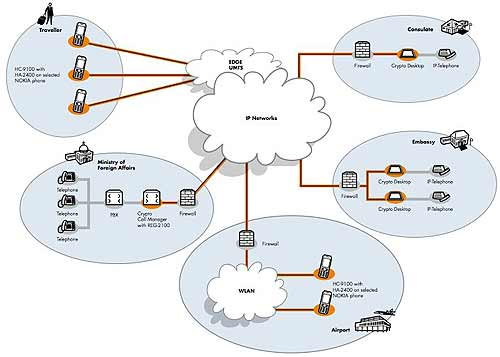 Traveller
HC-9100 with
HA-2400 on selected
NOKIA phone
EDGE
UMTS
IP Networks
Consulate
Firewall
Crypto Desktop
IP-Telephone
Ministry of
Foreign Affairs
Telephone
Telephone
Telephone
PBX
Crypto
Call Manager
with REG-2100
Firewall
Embassy
Firewall
Crypto Desktop
IP-Telephone
Crypto Desktop
IP-Telephone
Firewall
WLAN
HC-9100 with
HA-2400 on selected
NOKIA phone
Airport